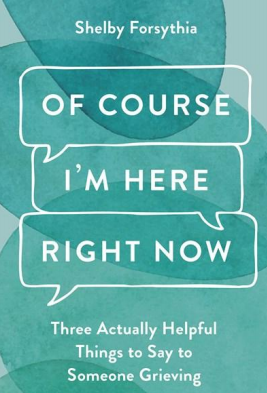 Shelby Forsythia
OF COURSE
I'M HERE
RIGHT NOW
Three Actually Helpful
Things to Say to
Someone Grieving